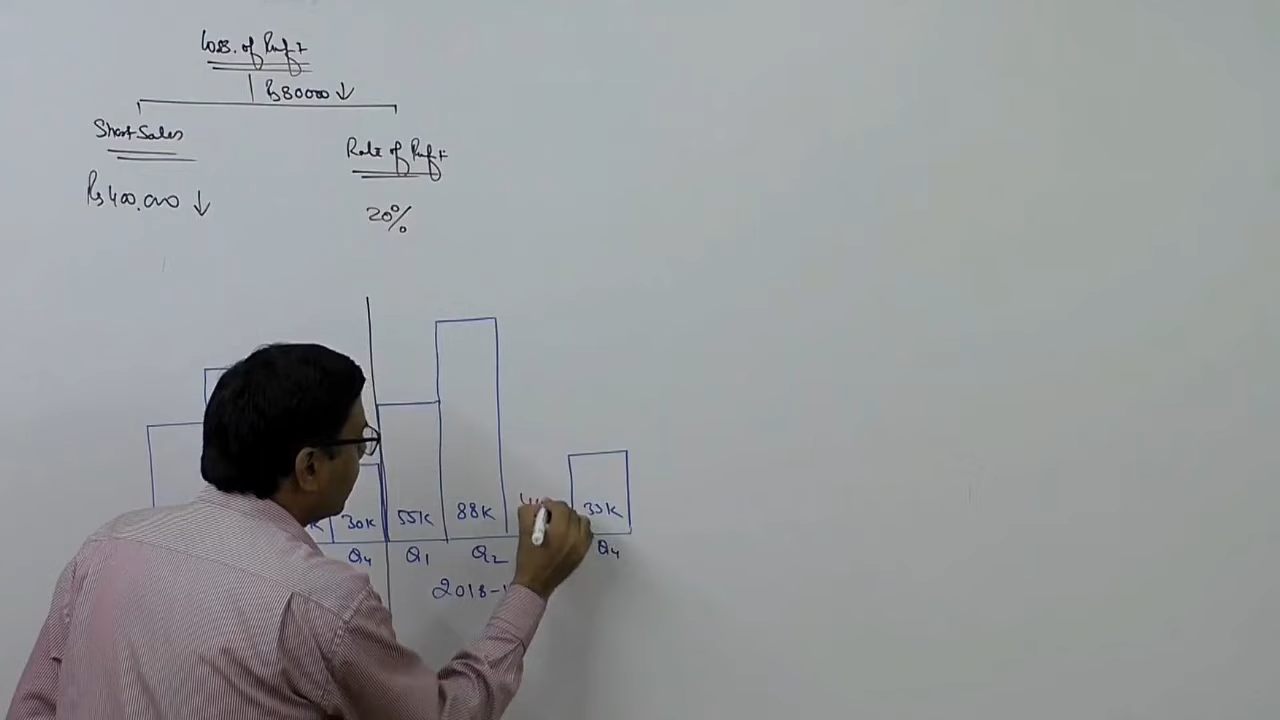 Loss of Profit
Rs 80000 ↓
Short Sales
Rate of Profit
Rs 400,000 ↓
20%
K 30K 55K 88K 33K
Q4 Q1 Q2 Q4
2018-1